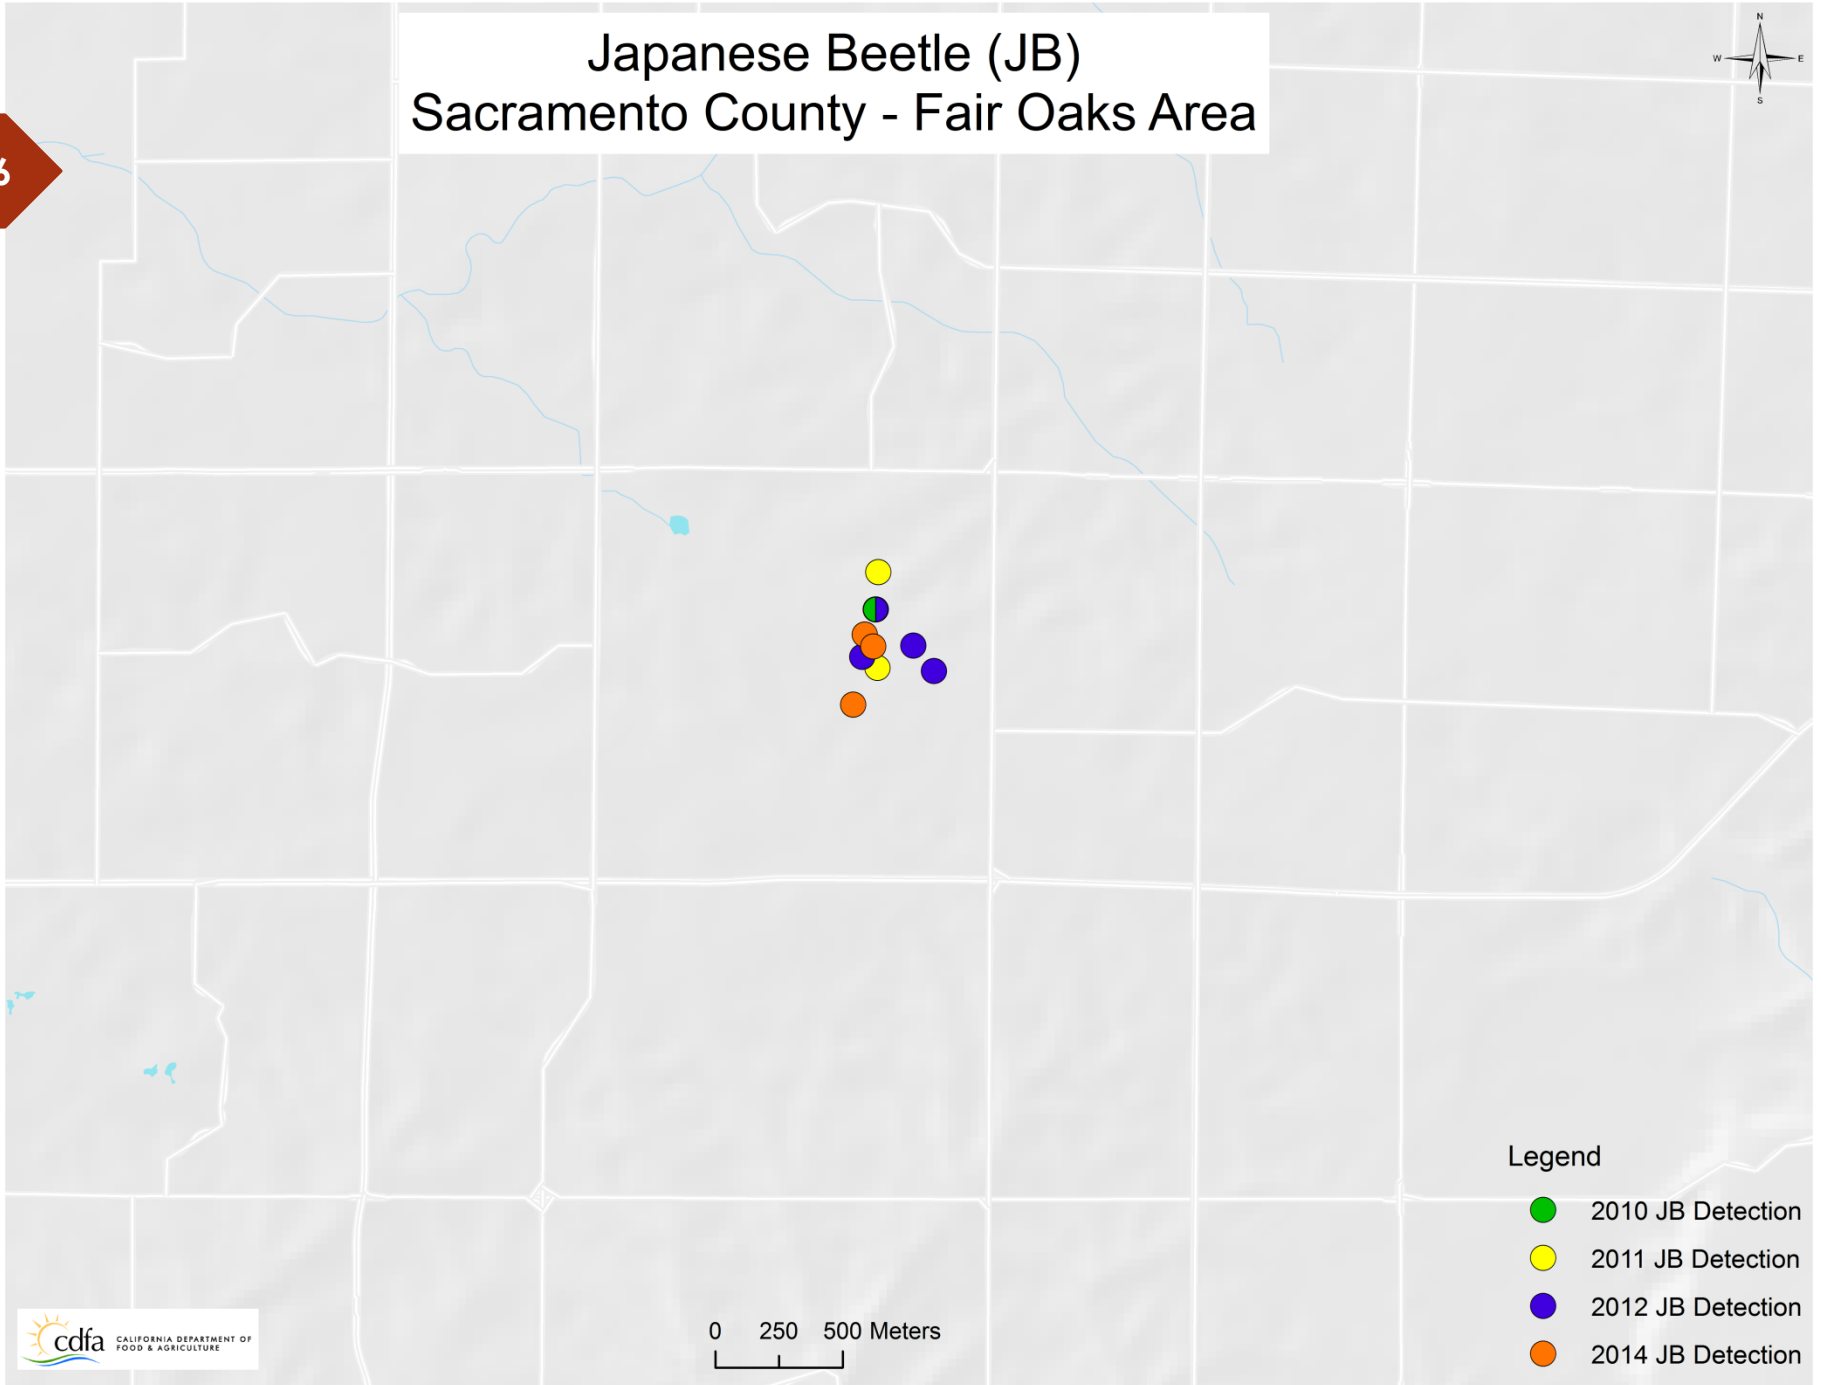 Japanese Beetle (JB)
Sacramento County - Fair Oaks Area
N
W
E
S
6
Legend
2010 JB Detection
2011 JB Detection
2012 JB Detection
2014 JB Detection
0 250 500 Meters
cdfa
CALIFORNIA DEPARTMENT OF
FOOD & AGRICULTURE